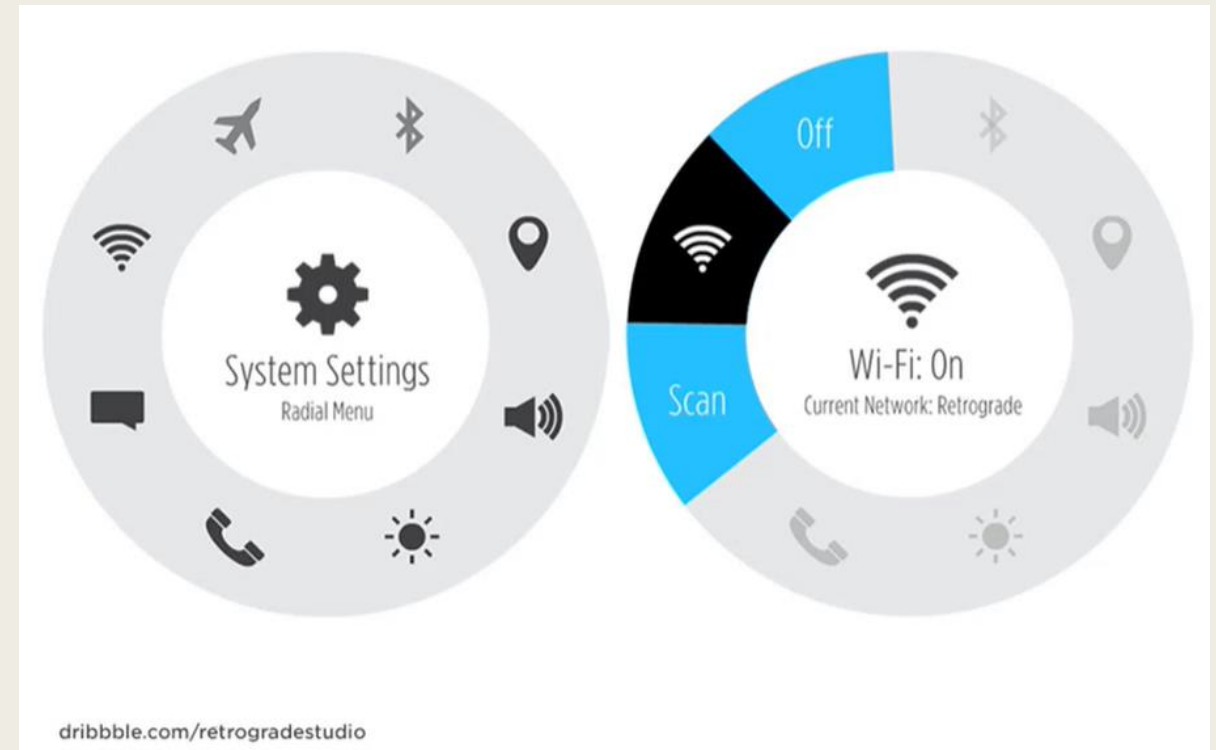 System Settings
Radial Menu
Off
Scan
Wi-Fi: On
Current Network: Retrograde
dribbble.com/retrogradestudio